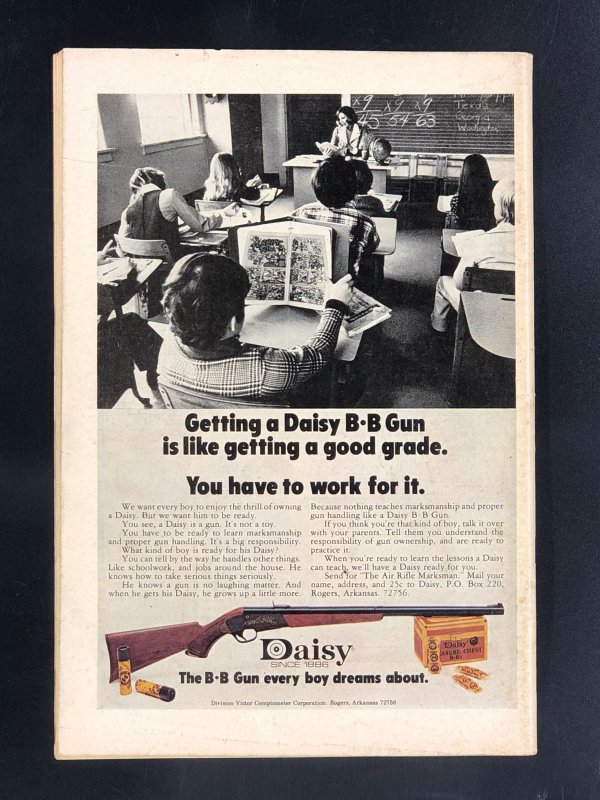 x9 x9 x9
45 54 63
Texas
Georgia
Washington
Getting a Daisy B•B Gun
is like getting a good grade.
You have to work for it.
We want every boy to enjoy the thrill of owning
a Daisy. But we want him to be ready.
You see, a Daisy is a gun. It's not a toy.
You have to be ready to learn marksmanship
and proper gun handling. It's a big responsibility.
What kind of boy is ready for his Daisy?
You can tell by the way he handles other things.
Like schoolwork, and jobs around the house. He
knows how to take serious things seriously.
He knows a gun is no laughing matter. And
when he gets his Daisy, he grows up a little more.
Because nothing teaches marksmanship and proper
gun handling like a Daisy B·B Gun.
If you think you're that kind of boy, talk it over
with your parents. Tell them you understand the
responsibility of gun ownership, and are ready to
practice it.
When you're ready to learn the lessons a Daisy
can teach, we'll have a Daisy ready for you.
Send for "The Air Rifle Marksman." Mail your
name, address, and 25c to Daisy, P.O. Box 220,
Rogers, Arkansas 72756.
Daisy
SINCE 1886
Daisy
CHEST
The B•B Gun every boy dreams about.
Division Victor Comptometer Corporation. Rogers, Arkansas 72756